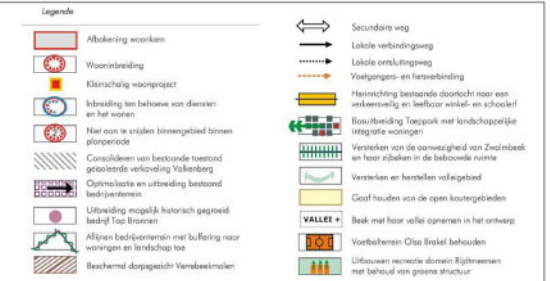 Legende
Afbakening woonkern
Wooninbreiding
Kleinschalig woonproject
Inbreiding ten behoeve van diensten
en het wonen
Niet aan te snijden binnengebied binnen
planperiode
Consolideren van bestaande toestand
geïsoleerde verkaveling Valkenberg
Optimalisatie en uitbreiding bestaand
bedrijventerrein
Uitbreiding mogelijk historisch gegroeid
bedrijf Top Bronnen
Aflijnen bedrijventerrein met buffering naar
woningen en landschap toe
Beschermd dorpsgezicht Verrebeekmolen
Secundaire weg
Lokale verbindingsweg
Lokale ontsluitingsweg
Voetgangers- en fietsverbinding
Herinrichting bestaande doortocht naar een
verkeersveilig en leefbaar winkel- en schoolerf
Bosuitbreiding Toeppark met landschappelijke
integratie woningen
Versterken van de aanwezigheid van Zwalmbeek
en haar zijbeken in de bebouwde ruimte
Versterken en herstellen valleigebied
Gaaf houden van de open koutergebieden
VALLEI + Beek met haar vallei opnemen in het ontwerp
Voetbalterrein Olsa Brakel behouden
Uitbouwen recreatie domein Rijdtmeersen
met behoud van groene structuur